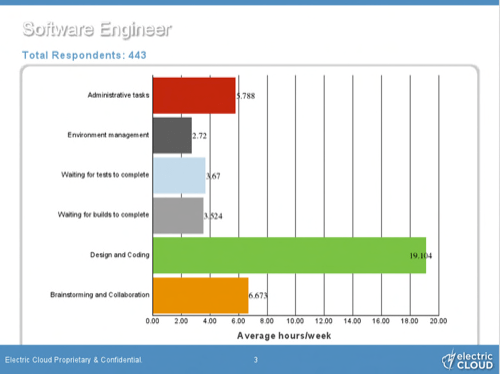 Software Engineer
Total Respondents: 443
Administrative tasks
5.788
Environment management
2.72
Waiting for tests to complete
3.67
Waiting for builds to complete
3.524
Design and Coding
19.104
Brainstorming and Collaboration
6.673
0.00 2.00 4.00 6.00 8.00 10.00 12.00 14.00 16.00 18.00 20.00
Average hours/week
Electric Cloud Proprietary & Confidential
3
electric
CLOUD